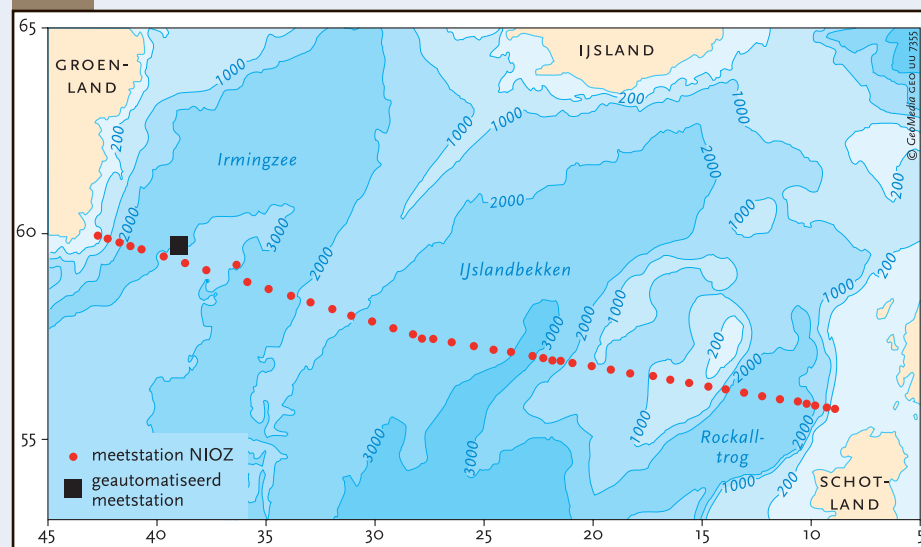 65
60
55
45
40
35
30
25
20
15
10
5
GROEN-
LAND
IJSLAND
SCHOT-
LAND
Irmingzee
IJslandbekken
Rockall-
trog
200
1000
2000
3000
2000
1000
1000
200
2000
1000
2000
1000
200
1000
200
1000
3000
2000
200
2000
1000
2000
1000
200
3000
3000
meetstation NIOZ
geautomatiseerd
meetstation
© GeoMedia GEO UU 7355